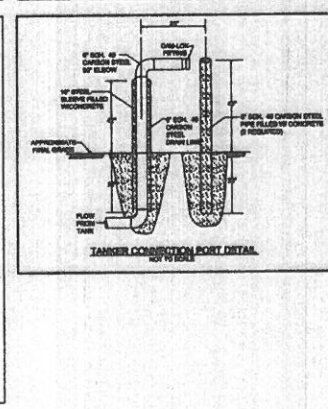 CAM-LOK
FITTING
6" SCH. 40
CARBON STEEL
90° ELBOW
STEEL
SLEEVE FILLED
W/CONCRETE
6" SCH. 40
CARBON
STEEL
DRAIN LINE
6" SCH. 40 CARBON STEEL
PIPE FILLED W/ CONCRETE
REQUIRED)
APPROXIMATE
FINAL GRADE
FLOW
FROM
TANK
TANKER CONNECTION PORT DETAIL
NOT TO SCALE